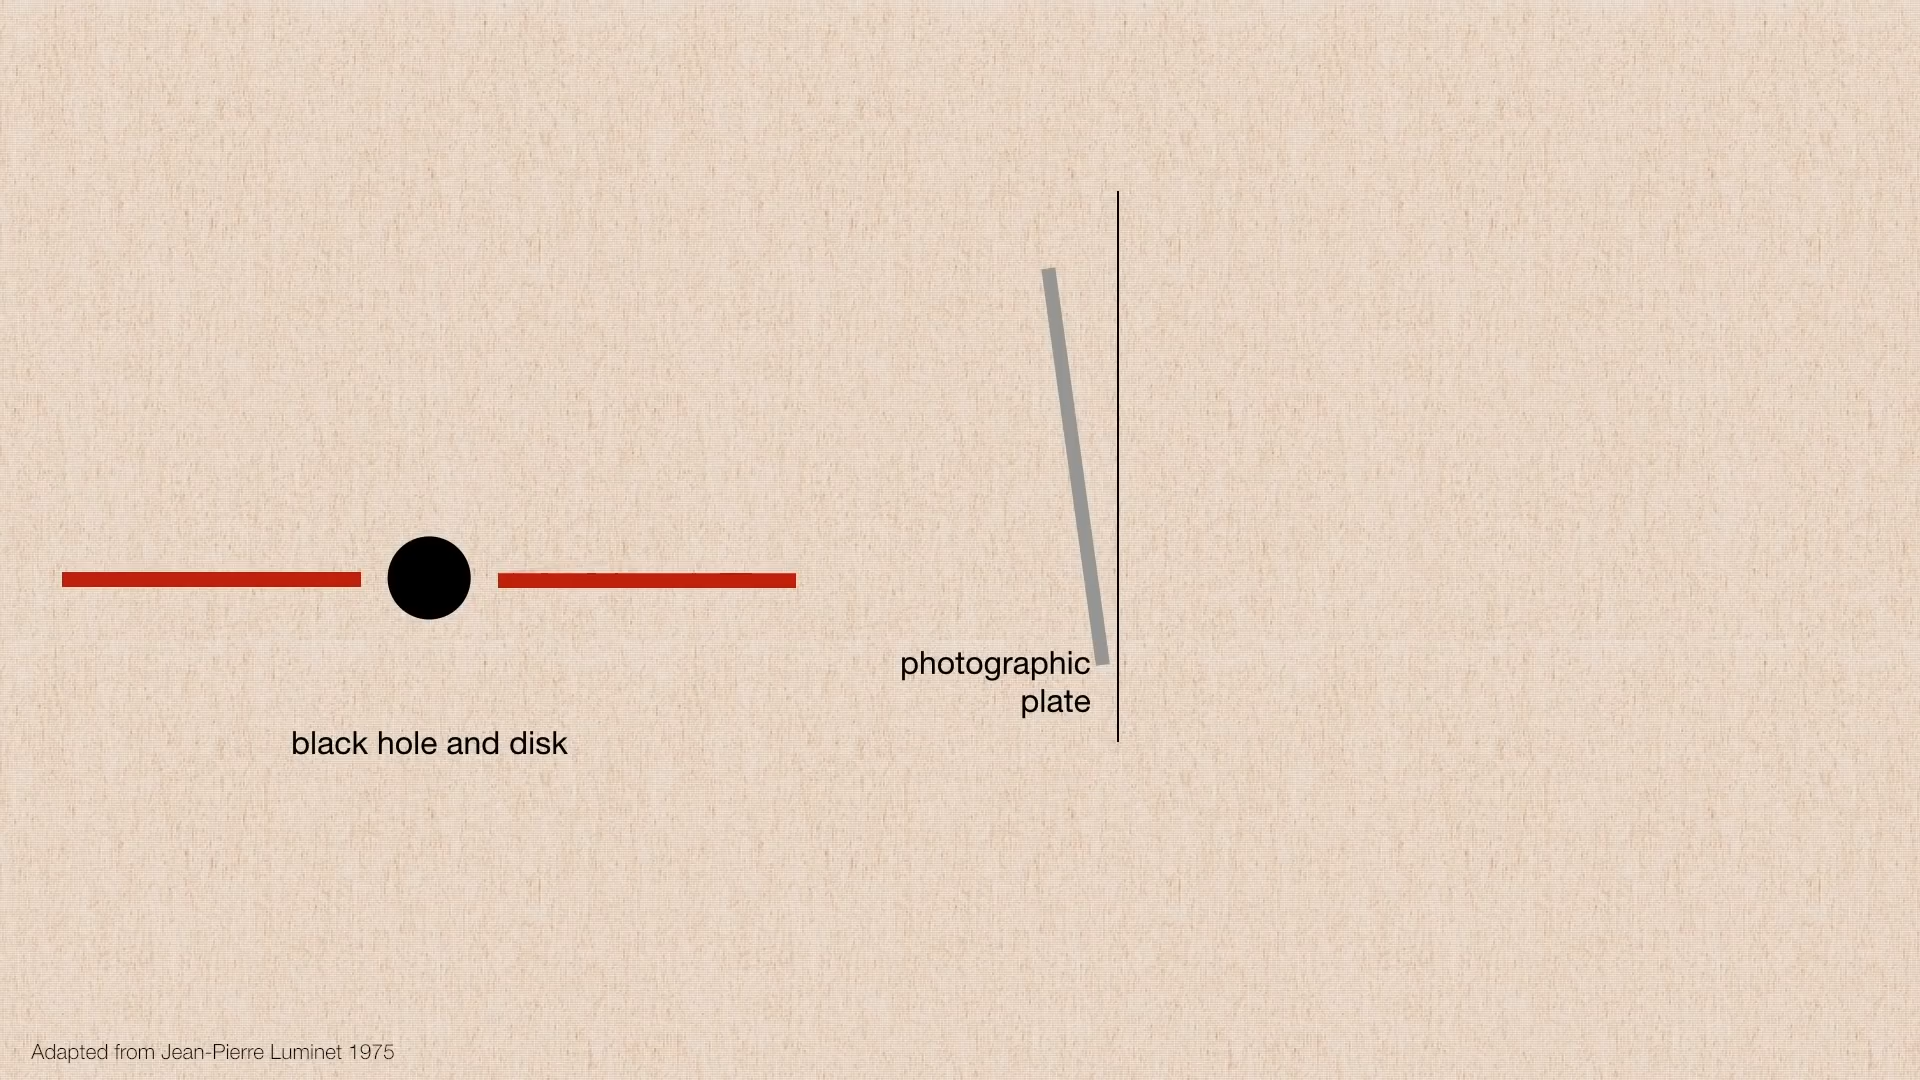 photographic
plate
black hole and disk
Adapted from Jean-Pierre Luminet 1975